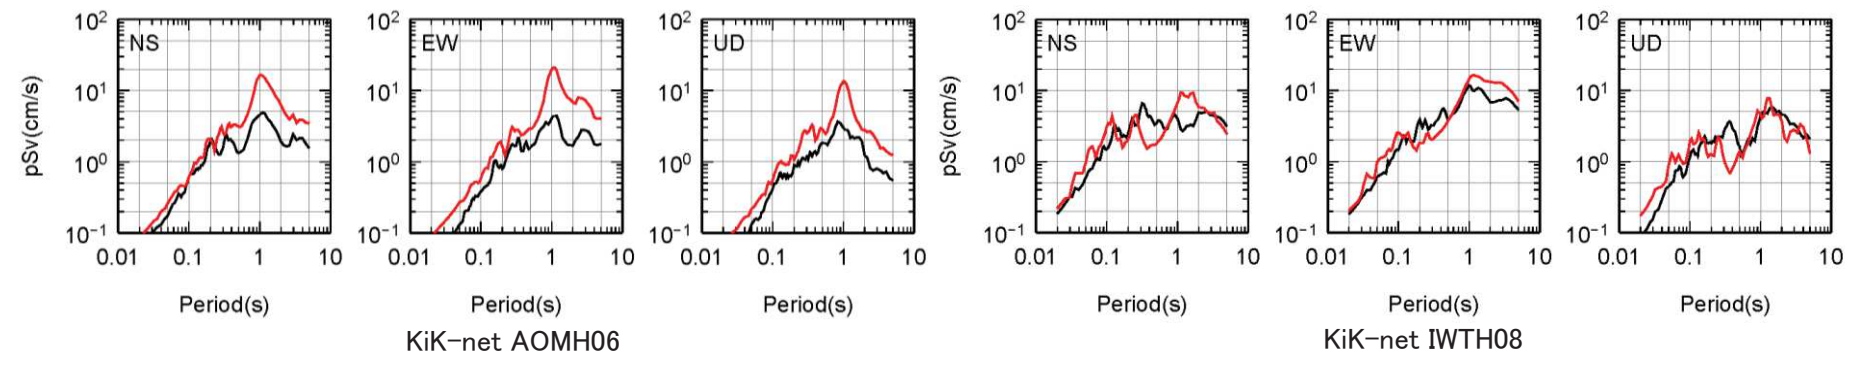 10² 10² 10² 10² 10² 10²
NS EW UD NS EW UD
pSv(cm/s) pSv(cm/s)
10¹ 10¹ 10¹ 10¹ 10¹ 10¹
10⁰ 10⁰ 10⁰ 10⁰ 10⁰ 10⁰
10⁻¹ 10⁻¹ 10⁻¹ 10⁻¹ 10⁻¹ 10⁻¹
0.01 0.1 1 10 0.01 0.1 1 10 0.01 0.1 1 10 0.01 0.1 1 10 0.01 0.1 1 10 0.01 0.1 1 10
Period(s) Period(s) Period(s) Period(s) Period(s) Period(s)
KiK-net AOMH06 KiK-net IWTH08